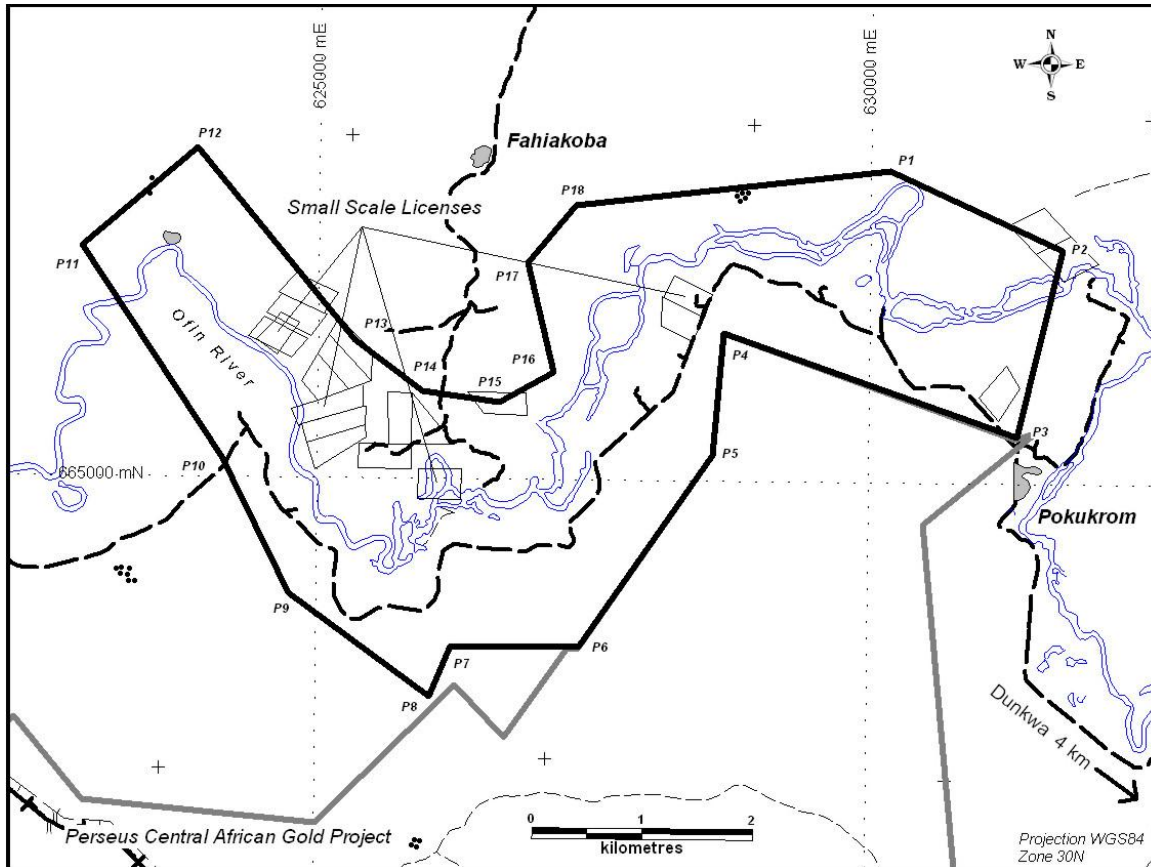 625000 mE
630000 mE
N
W E
S
P12
Fahiakoba
P1
P18
Small Scale Licenses
P2
P11
P17
Ofin River
P13
P4
P16
P14
P15
P3
P5
P10
665000 mN
Pokukrom
P9
P6
P7
P8
Dunkwa 4 km
0 1 2
kilometres
Perseus Central African Gold Project
Projection WGS84
Zone 30N